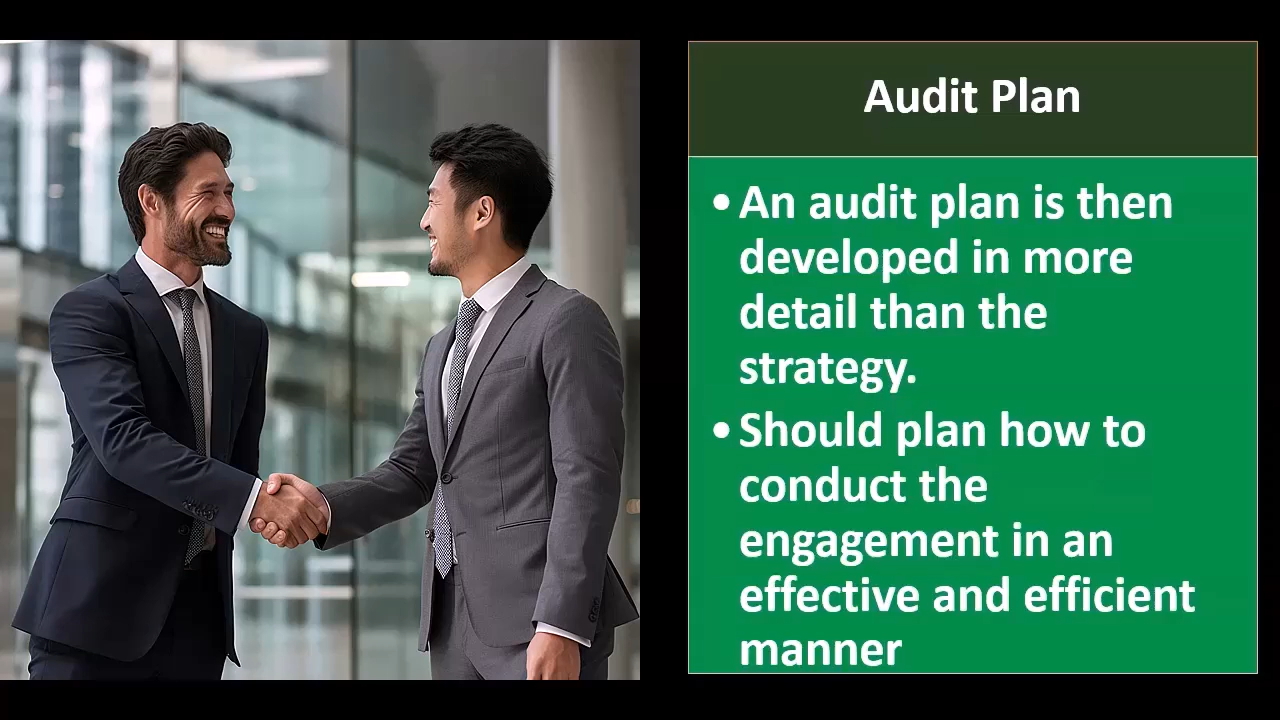 Audit Plan
•An audit plan is then
developed in more
detail than the
strategy.
•Should plan how to
conduct the
engagement in an
effective and efficient
manner